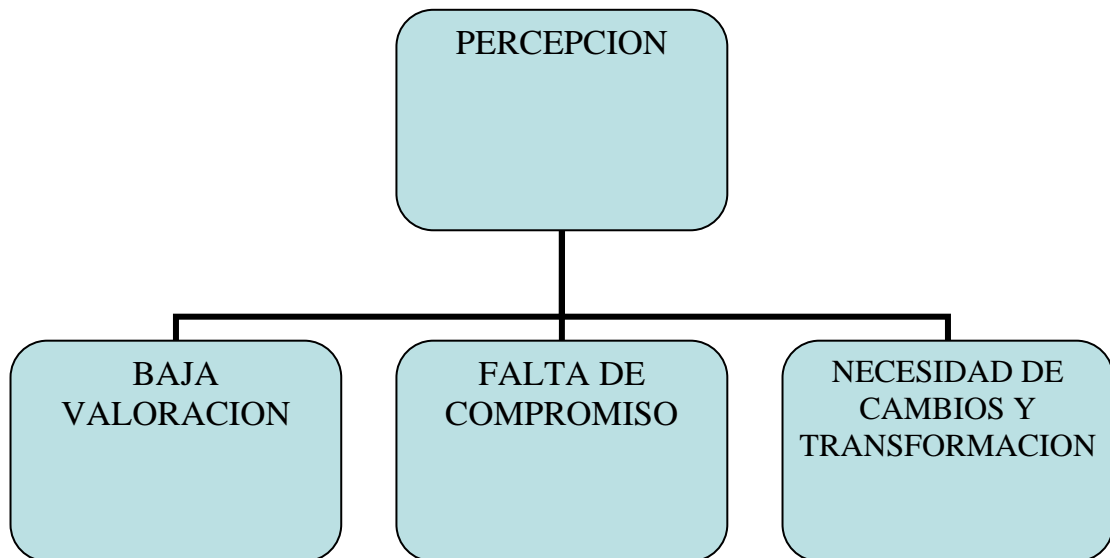 PERCEPCION
BAJA
VALORACION
FALTA DE
COMPROMISO
NECESIDAD DE
CAMBIOS Y
TRANSFORMACION